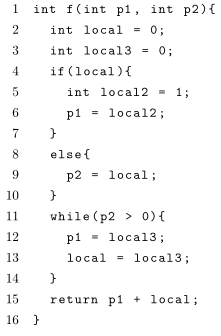 1 int f(int p1, int p2){
2   int local = 0;
3   int local3 = 0;
4   if(local){
5     int local2 = 1;
6     p1 = local2;
7   }
8   else{
9     p2 = local;
10   }
11   while(p2 > 0){
12     p1 = local3;
13     local = local3;
14   }
15   return p1 + local;
16 }